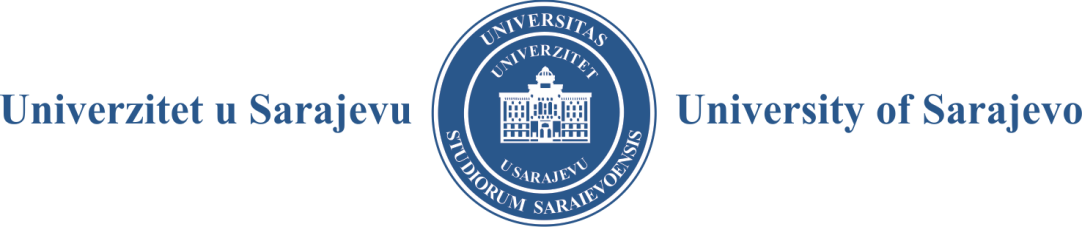 Univerzitet u Sarajevu
UNIVERSITAS
STUDIORUM SARAIEVOENSIS
UNIVERZITET
U SARAJEVU
University of Sarajevo